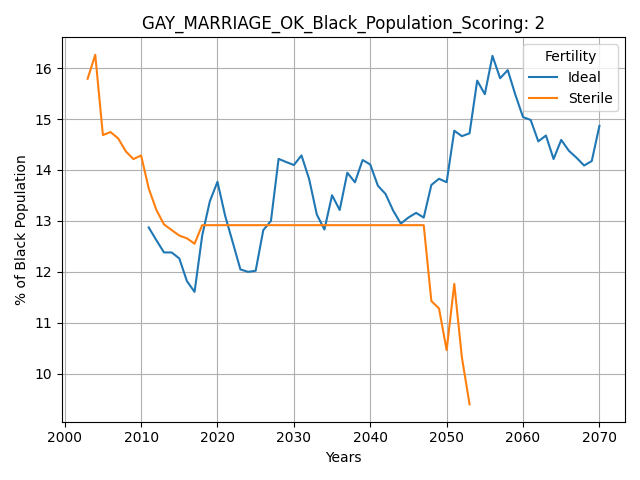 GAY_MARRIAGE_OK_Black_Population_Scoring: 2
Fertility
Ideal
Sterile
% of Black Population
16
15
14
13
12
11
10
2000 2010 2020 2030 2040 2050 2060 2070
Years